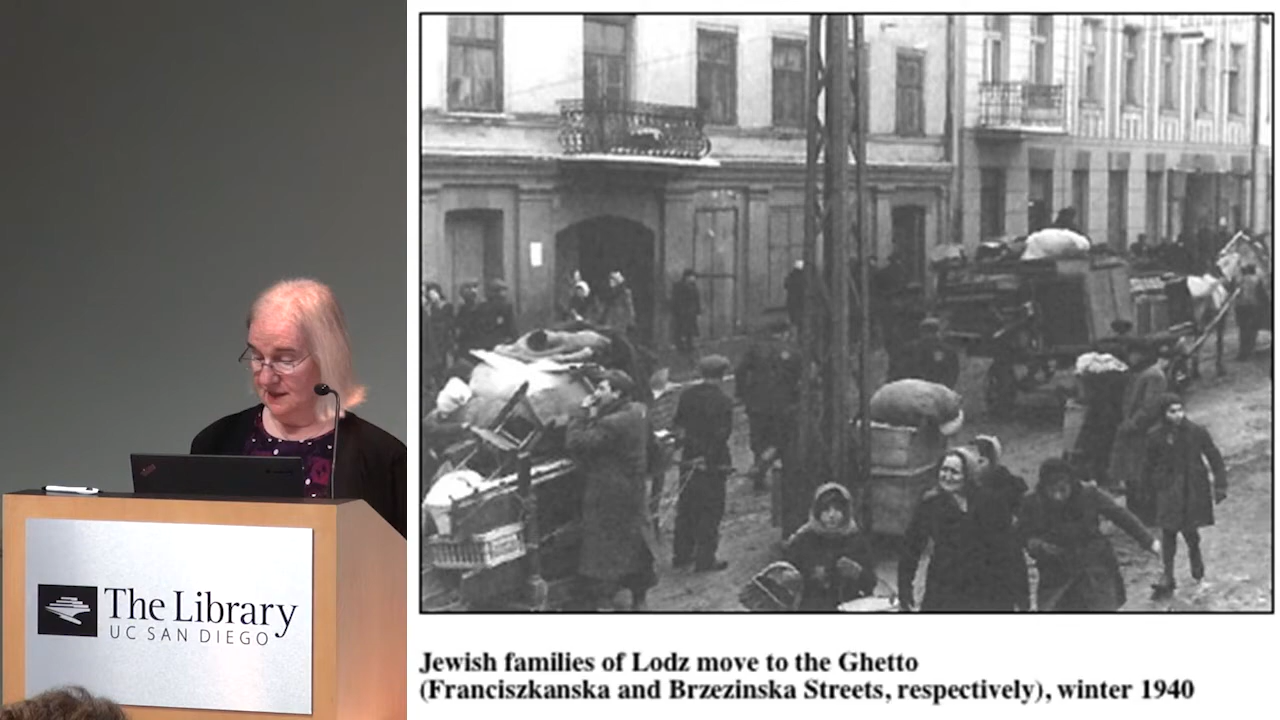 The Library
UC SAN DIEGO
Jewish families of Lodz move to the Ghetto
(Franciszkanska and Brzezinska Streets, respectively), winter 1940